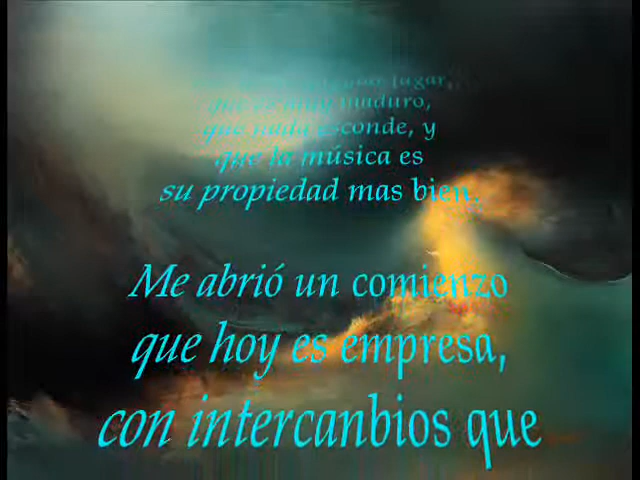 lugar,
que es muy maduro,
que nada esconde, y
que la música es
su propiedad mas bien.
Me abrió un comienzo
que hoy es empresa,
con intercanbios que